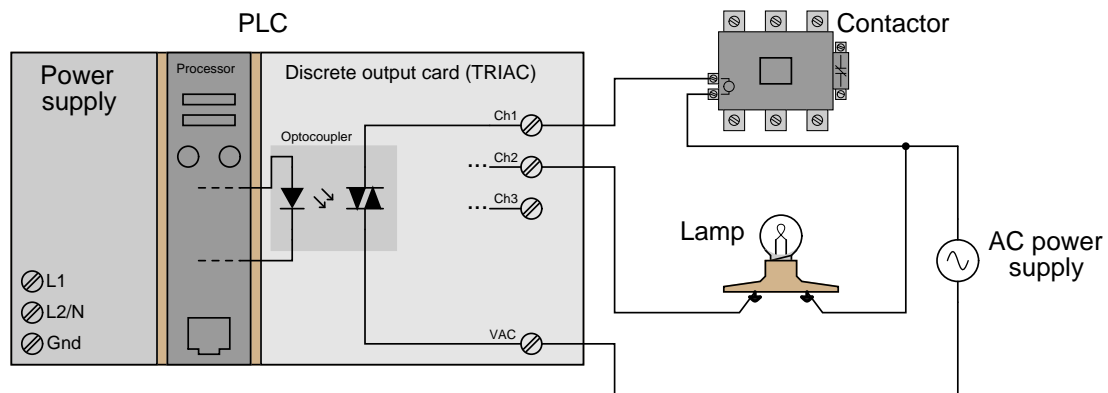 PLC
Contactor
Power
supply
Processor
Discrete output card (TRIAC)
Optocoupler
Ch1
Ch2
Ch3
Lamp
AC power
supply
L1
L2/N
Gnd
VAC